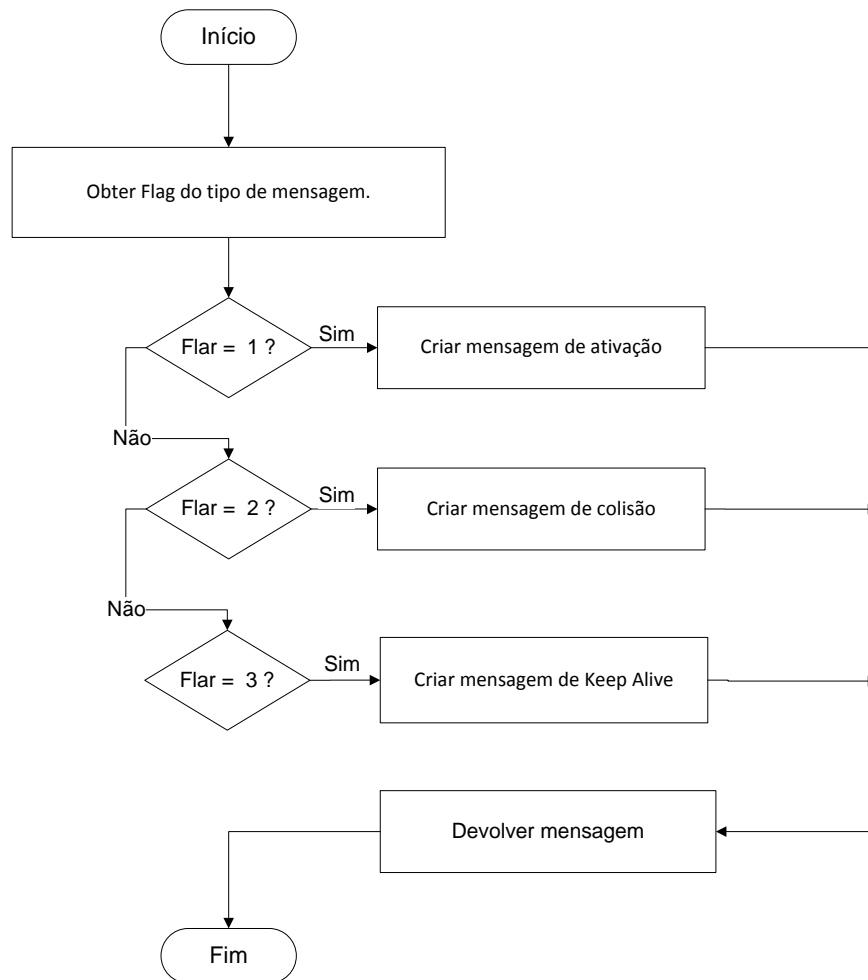 Início
Obter Flag do tipo de mensagem.
Flar = 1 ?
Sim
Criar mensagem de ativação
Não
Flar = 2 ?
Sim
Criar mensagem de colisão
Não
Flar = 3 ?
Sim
Criar mensagem de Keep Alive
Devolver mensagem
Fim